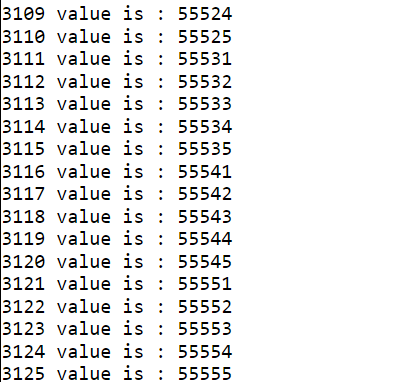 3109 value is : 55524
3110 value is : 55525
3111 value is : 55531
3112 value is : 55532
3113 value is : 55533
3114 value is : 55534
3115 value is : 55535
3116 value is : 55541
3117 value is : 55542
3118 value is : 55543
3119 value is : 55544
3120 value is : 55545
3121 value is : 55551
3122 value is : 55552
3123 value is : 55553
3124 value is : 55554
3125 value is : 55555